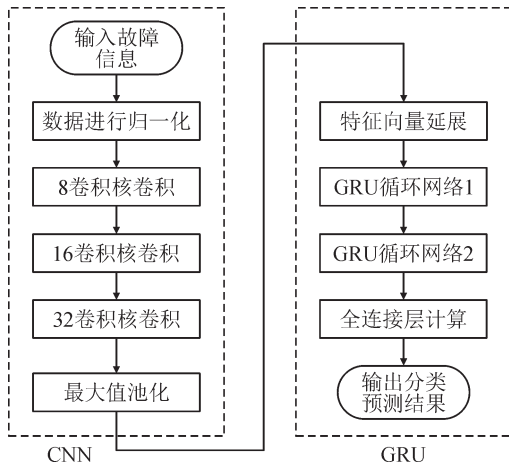 输入故障
信息
数据进行归一化
8卷积核卷积
16卷积核卷积
32卷积核卷积
最大值池化
CNN
特征向量延展
GRU循环网络1
GRU循环网络2
全连接层计算
输出分类
预测结果
GRU